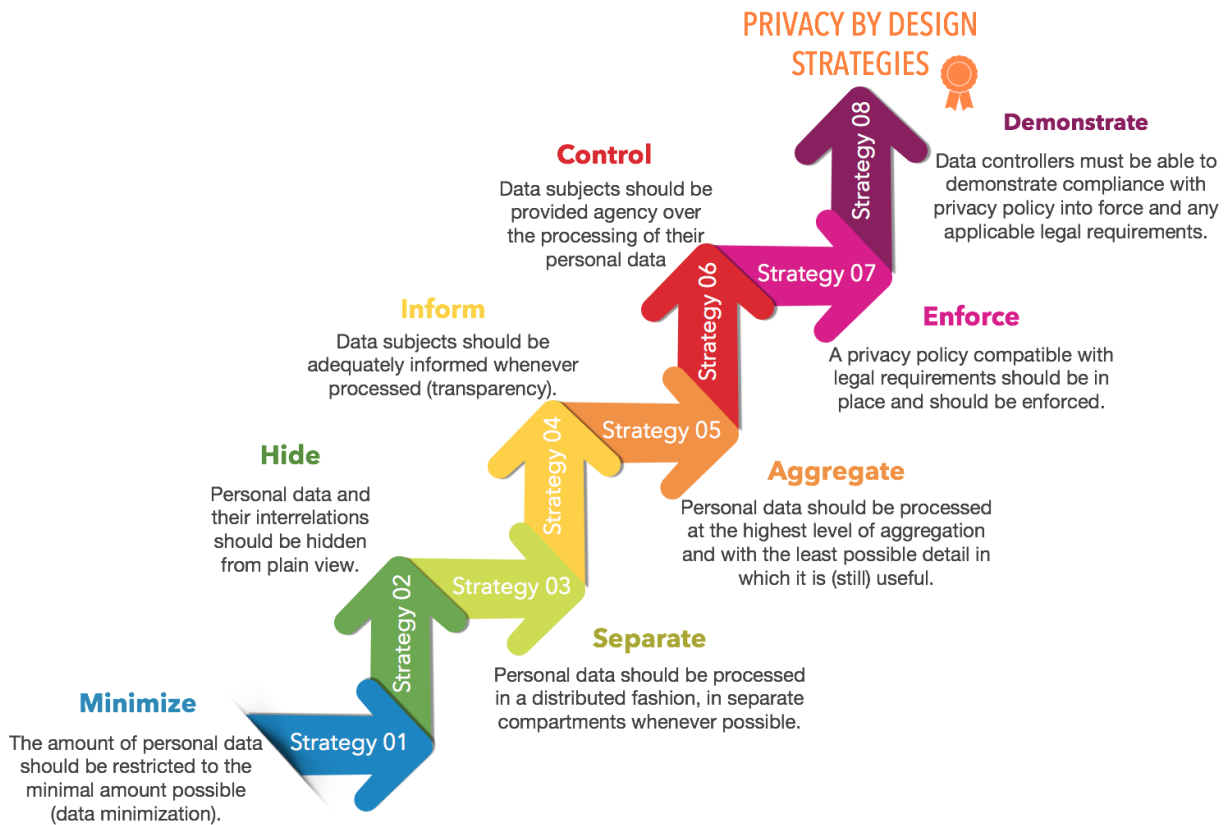 PRIVACY BY DESIGN
STRATEGIES
Strategy 08
Demonstrate
Data controllers must be able to
demonstrate compliance with
privacy policy into force and any
applicable legal requirements.
Control
Data subjects should be
provided agency over
the processing of their
personal data
Strategy 07
Strategy 06
Enforce
A privacy policy compatible with
legal requirements should be in
place and should be enforced.
Inform
Data subjects should be
adequately informed whenever
processed (transparency).
Strategy 05
Strategy 04
Aggregate
Personal data should be processed
at the highest level of aggregation
and with the least possible detail in
which it is (still) useful.
Hide
Personal data and
their interrelations
should be hidden
from plain view.
Strategy 03
Strategy 02
Separate
Personal data should be processed
in a distributed fashion, in separate
compartments whenever possible.
Minimize
The amount of personal data
should be restricted to the
minimal amount possible
(data minimization).
Strategy 01